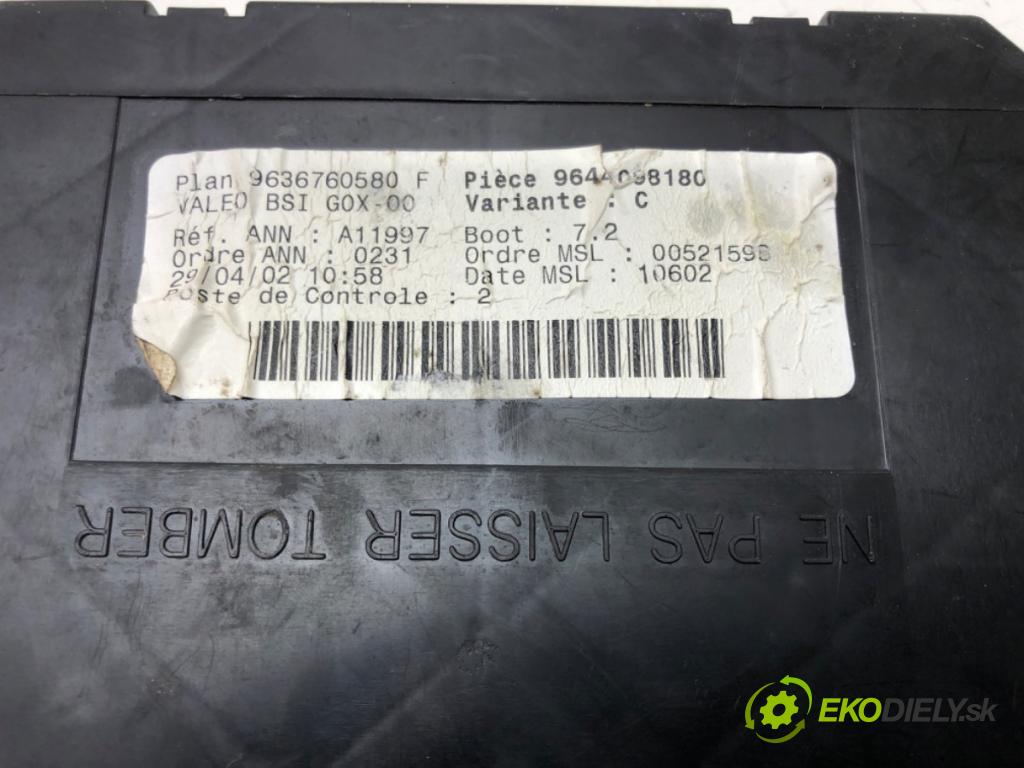 Plan 9636760580 F Pièce 9644098180
VALEO BSI G0X-00 Variante : C
Réf. ANN : A11997 Boot : 7.2
Ordre ANN : 0231 Ordre MSL : 00521598
29/04/02 10:58 Date MSL : 10602
Poste de Controle : 2
NE PAS LAISSER TOMBER
EKODIELY.sk